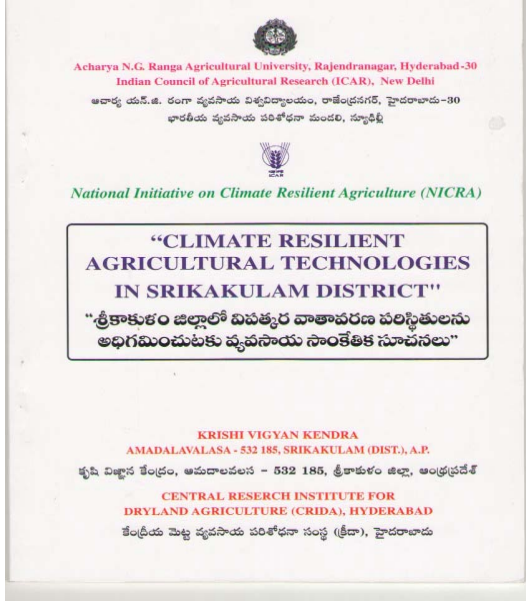 Acharya N.G. Ranga Agricultural University, Rajendranagar, Hyderabad-30
Indian Council of Agricultural Research (ICAR), New Delhi
ఆచార్య యన్.జి. రంగా వ్యవసాయ విశ్వవిద్యాలయం, రాజేంద్రనగర్, హైదరాబాదు-30
భారతీయ వ్యవసాయ పరిశోధనా మండలి, న్యూఢిల్లీ
ICAR
National Initiative on Climate Resilient Agriculture (NICRA)
“CLIMATE RESILIENT
AGRICULTURAL TECHNOLOGIES
IN SRIKAKULAM DISTRICT"
“శ్రీకాకుళం జిల్లాలో విపత్కర వాతావరణ పరిస్థితులను
అధిగమించుటకు వ్యవసాయ సాంకేతిక సూచనలు”
KRISHI VIGYAN KENDRA
AMADALAVALASA - 532 185, SRIKAKULAM (DIST.), A.P.
కృషి విజ్ఞాన కేంద్రం, ఆమదాలవలస - 532 185, శ్రీకాకుళం జిల్లా, ఆంధ్రప్రదేశ్
CENTRAL RESERCH INSTITUTE FOR
DRYLAND AGRICULTURE (CRIDA), HYDERABAD
కేంద్రీయ మెట్ట వ్యవసాయ పరిశోధనా సంస్థ (క్రీడా), హైదరాబాదు